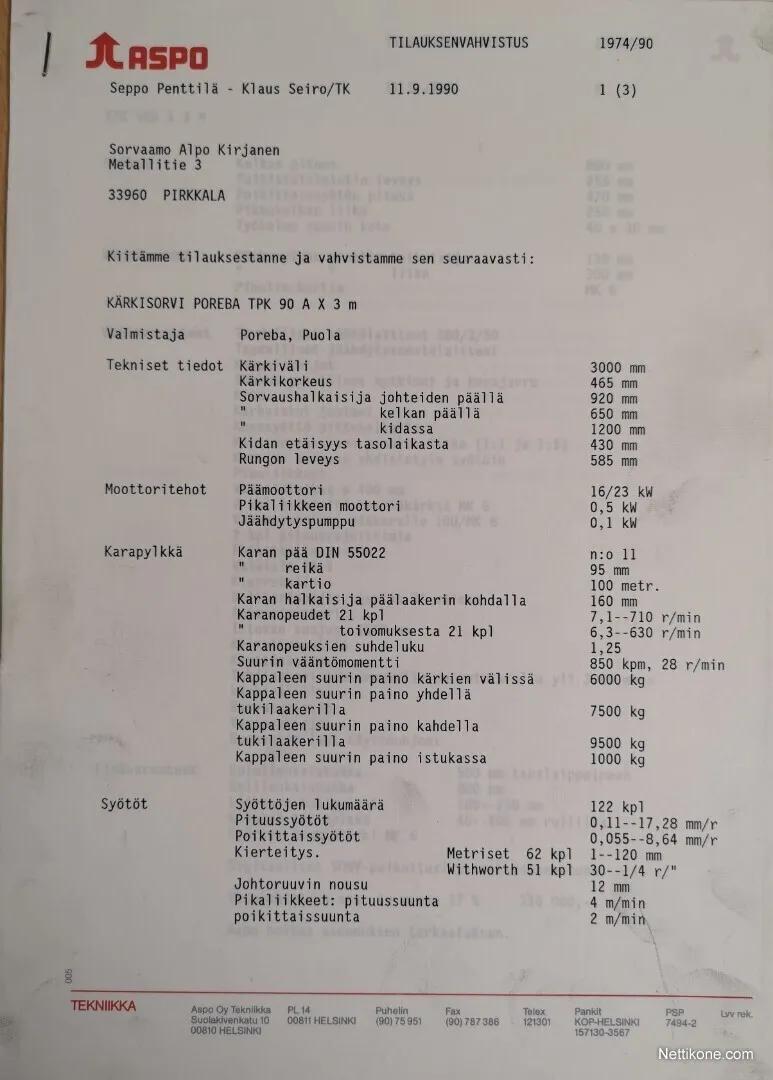 ASPO
TILAUKSENVAHVISTUS 1974/90
Seppo Penttilä - Klaus Seiro/TK 11.9.1990 1 (3)
Sorvaamo Alpo Kirjanen
Metallitie 3
33960 PIRKKALA
Kiitämme tilauksestanne ja vahvistamme sen seuraavasti:
KÄRKISORVI POREBA TPK 90 A X 3 m
Valmistaja Poreba, Puola
Tekniset tiedot Kärkiväli 3000 mm
Kärkikorkeus 465 mm
Sorvaushalkaisija johteiden päällä 920 mm
" kelkan päällä 650 mm
" kidassa 1200 mm
Kidan etäisyys tasolaikasta 430 mm
Rungon leveys 585 mm
Moottoritehot Päämoottori 16/23 kW
Pikaliikkeen moottori 0,5 kW
Jäähdytyspumppu 0,1 kW
Karapylkkä Karan pää DIN 55022 n:o 11
" reikä 95 mm
" kartio 100 metr.
Karan halkaisija päälaakerin kohdalla 160 mm
Karanopeudet 21 kpl 7,1--710 r/min
" toivomuksesta 21 kpl 6,3--630 r/min
Karanopeuksien suhdeluku 1,25
Suurin vääntömomentti 850 kpm, 28 r/min
Kappaleen suurin paino kärkien välissä 6000 kg
Kappaleen suurin paino yhdellä
tukilaakerilla 7500 kg
Kappaleen suurin paino kahdella
tukilaakerilla 9500 kg
Kappaleen suurin paino istukassa 1000 kg
Syötöt Syöttöjen lukumäärä 122 kpl
Pituussyötöt 0,11--17,28 mm/r
Poikittaissyötöt 0,055--8,64 mm/r
Kierteitys. Metriset 62 kpl 1--120 mm
Withworth 51 kpl 30--1/4 r/"
Johtoruuvin nousu 12 mm
Pikaliikkeet: pituussuunta 4 m/min
poikittaissuunta 2 m/min
005
TEKNIIKKA
Aspo Oy Tekniikka PL 14 Puhelin Fax Telex Pankit PSP Lvv rek.
Suolakivenkatu 10 00811 HELSINKI (90) 75 951 (90) 787 386 121301 KOP-HELSINKI 7494-2
00810 HELSINKI 157130-3567
Nettikone.com